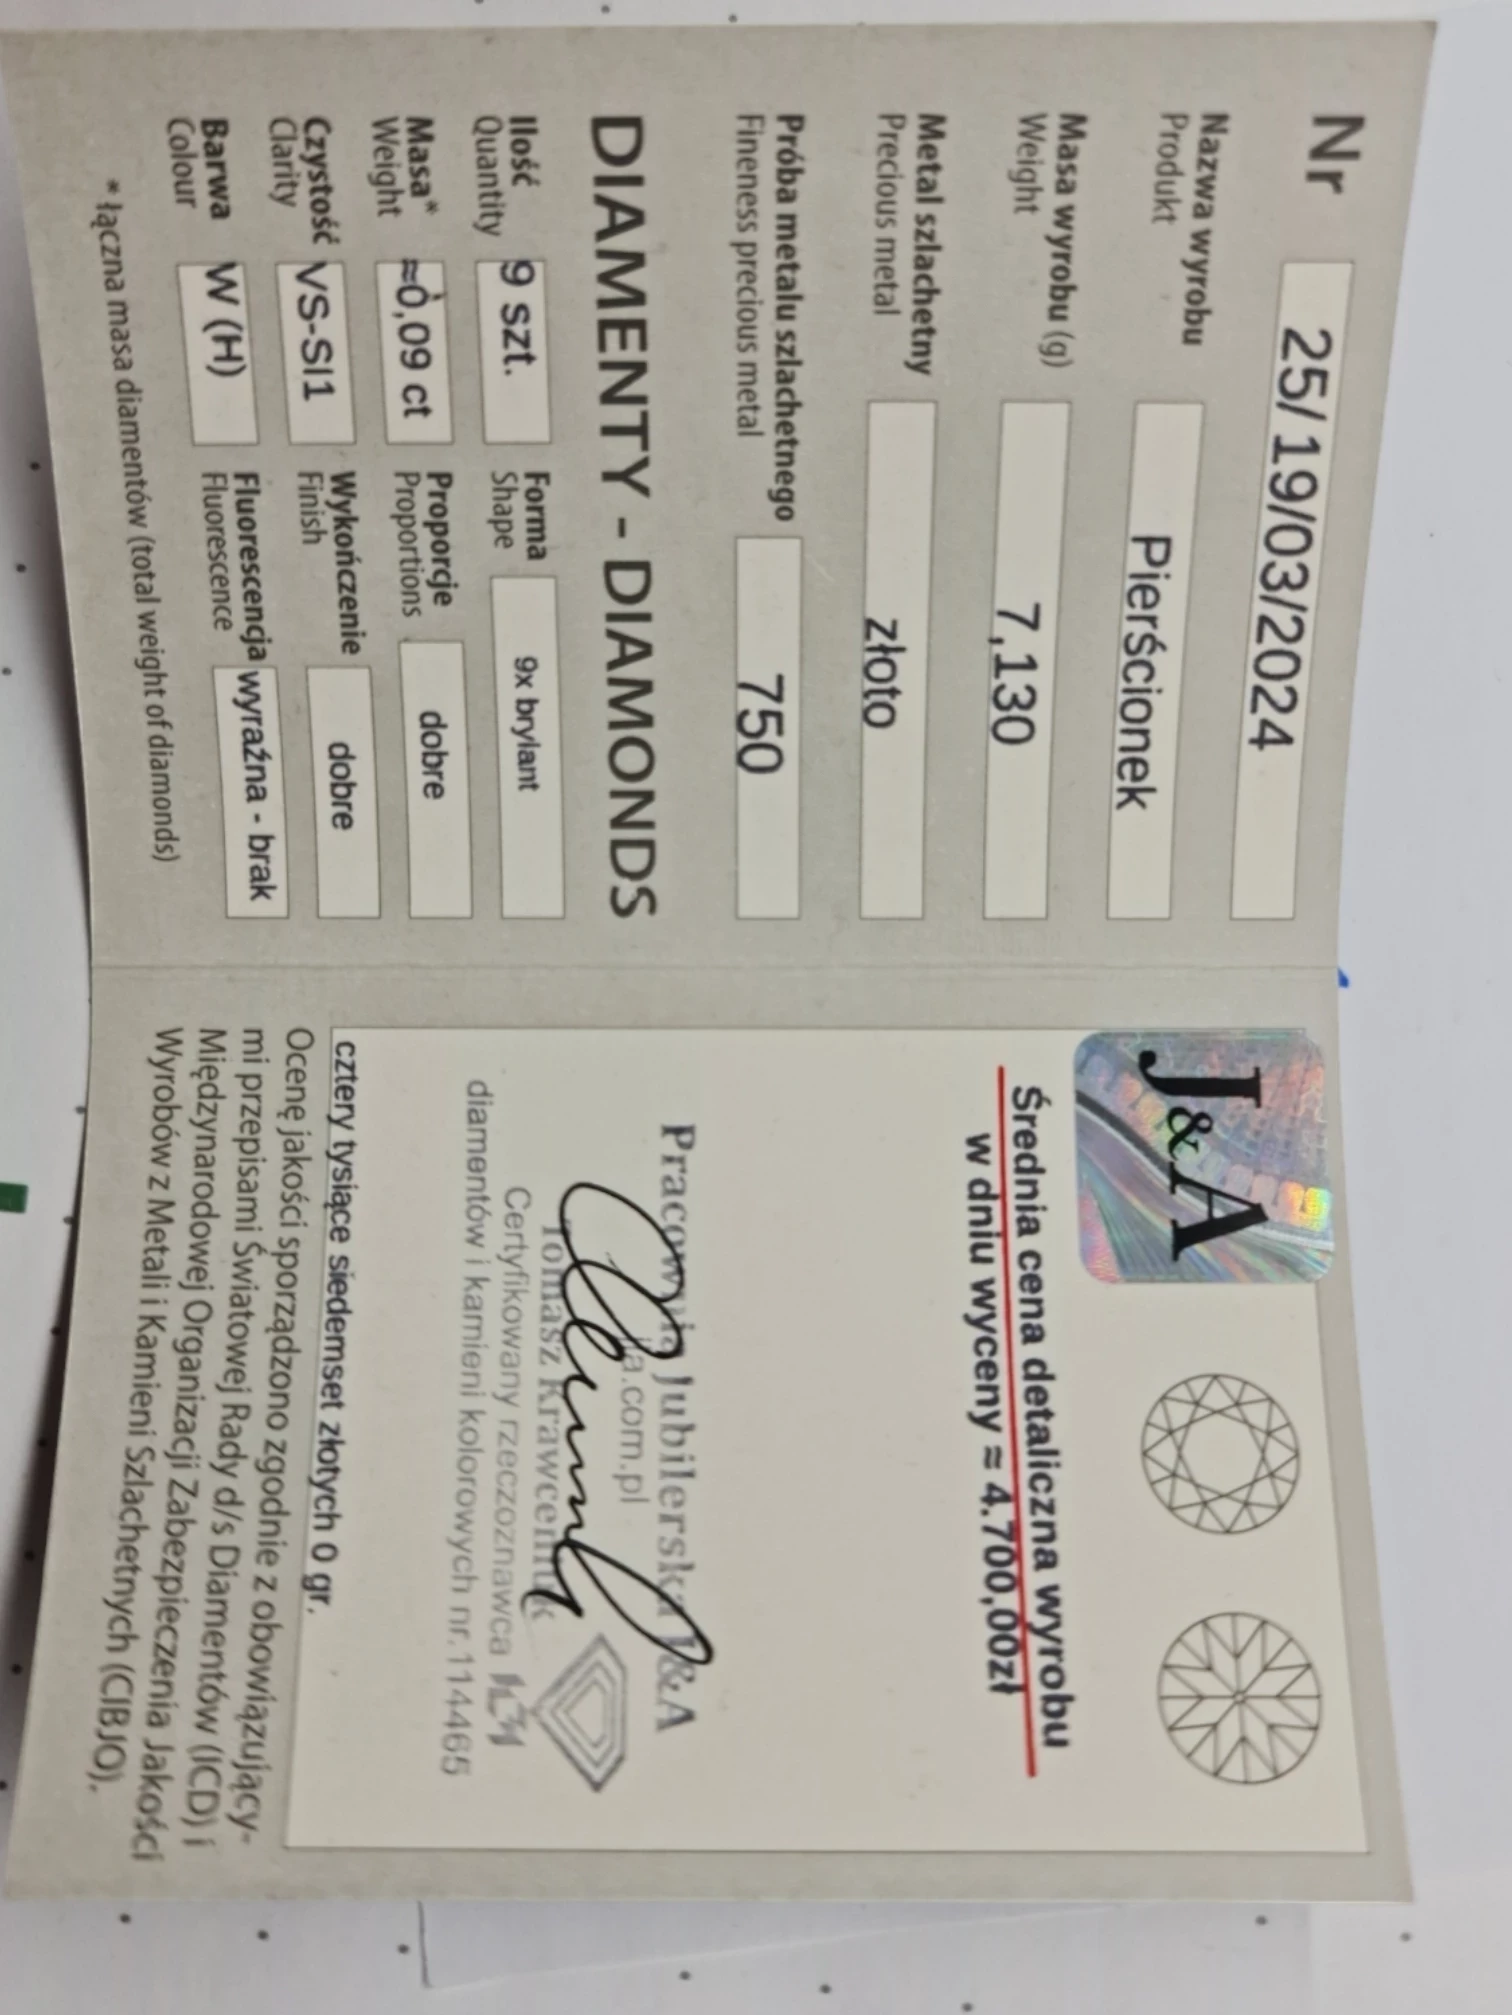 Nr 25/19/03/2024
Nazwa wyrobu Pierścionek
Produkt
Masa wyrobu (g) 7,130
Weight
Metal szlachetny złoto
Precious metal
Próba metalu szlachetnego 750
Fineness precious metal
DIAMENTY - DIAMONDS
Ilość 9 szt. Forma 9x brylant
Quantity Shape
Masa* ≈0,09 ct Proporcje dobre
Weight Proportions
Czystość VS-SI1 Wykończenie dobre
Clarity Finish
Barwa W (H) Fluorescencja wyraźna - brak
Colour Fluorescence
* łączna masa diamentów (total weight of diamonds)
J&A
Średnia cena detaliczna wyrobu
w dniu wyceny ≈ 4.700,00zł
Pracownia Jubilerska J&A
ja.com.pl
Tomasz Krawczeniuk
Certyfikowany rzeczoznawca
diamentów i kamieni kolorowych nr.114465
cztery tysiące siedemset złotych 0 gr.
Ocenę jakości sporządzono zgodnie z obowiązujący-
mi przepisami Światowej Rady d/s Diamentów (ICD) i
Międzynarodowej Organizacji Zabezpieczenia Jakości
Wyrobów z Metali i Kamieni Szlachetnych (CIBJO).